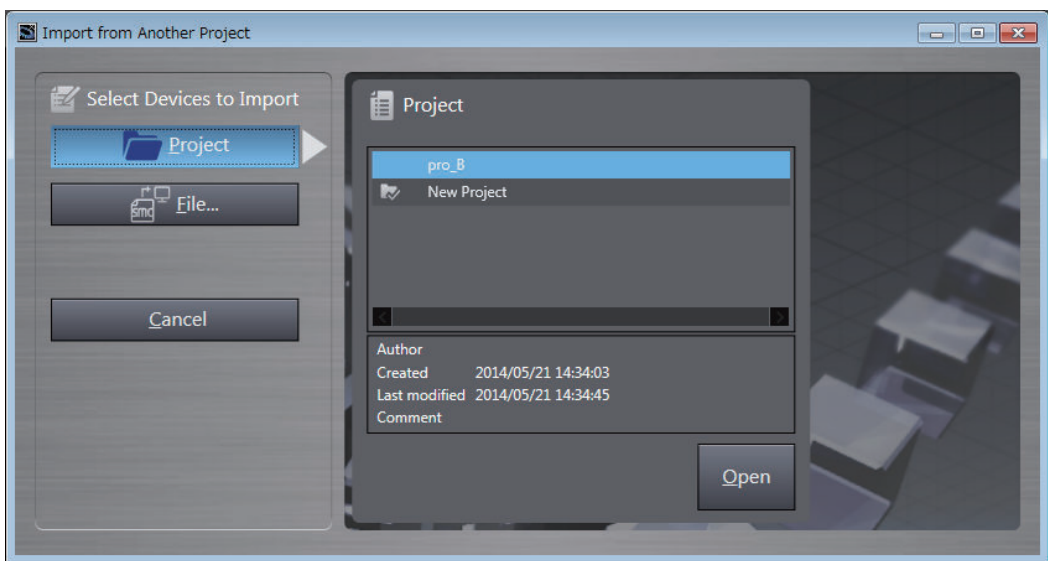 Import from Another Project
Select Devices to Import
Project
smc File...
Cancel
Project
pro_B
New Project
Author
Created 2014/05/21 14:34:03
Last modified 2014/05/21 14:34:45
Comment
Open